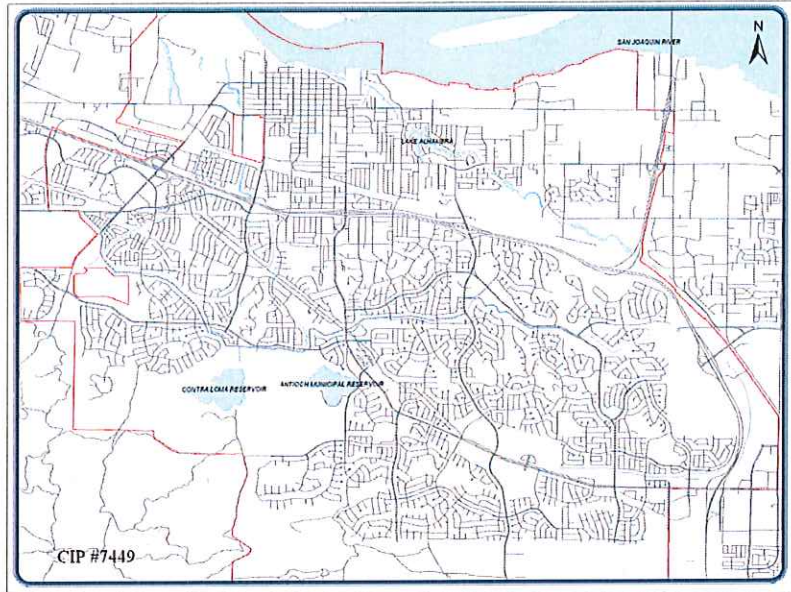 SAN JOAQUIN RIVER
N
LAKE ALHAMBRA
CONTRA LOMA RESERVOIR
ANTIOCH MUNICIPAL RESERVOIR
CIP #7449